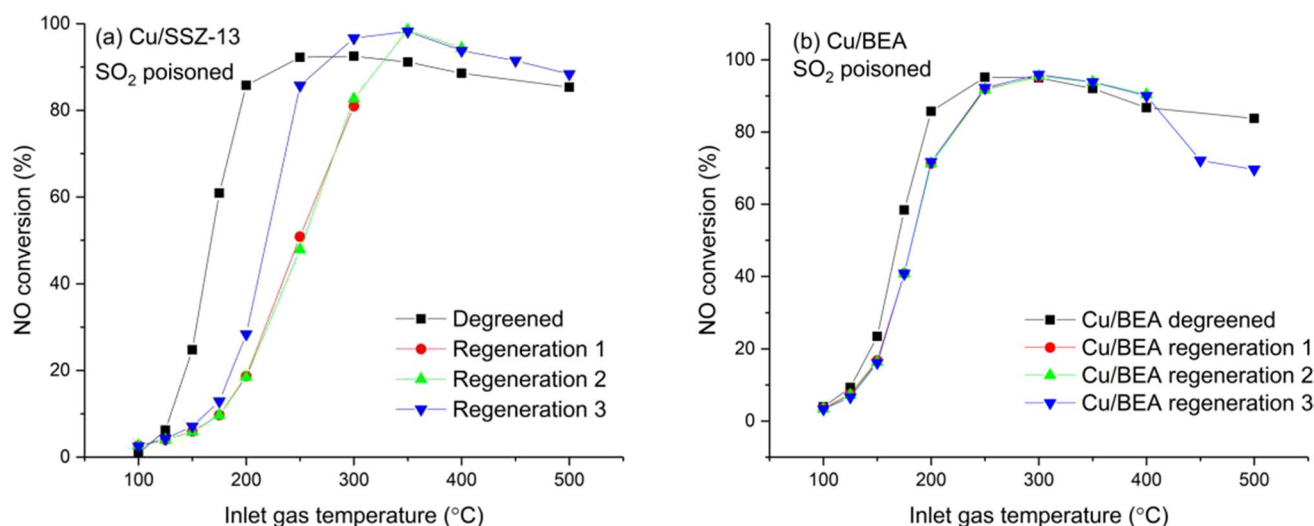 (a) Cu/SSZ-13
SO₂ poisoned
NO conversion (%)
100
80
60
40
20
0
Degreened
Regeneration 1
Regeneration 2
Regeneration 3
100 200 300 400 500
Inlet gas temperature (°C)
(b) Cu/BEA
SO₂ poisoned
NO conversion (%)
100
80
60
40
20
0
Cu/BEA degreened
Cu/BEA regeneration 1
Cu/BEA regeneration 2
Cu/BEA regeneration 3
100 200 300 400 500
Inlet gas temperature (°C)